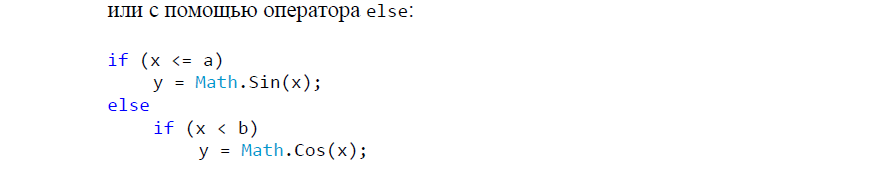 или с помощью оператора else:
if (x <= a)
    y = Math.Sin(x);
else
    if (x < b)
        y = Math.Cos(x);